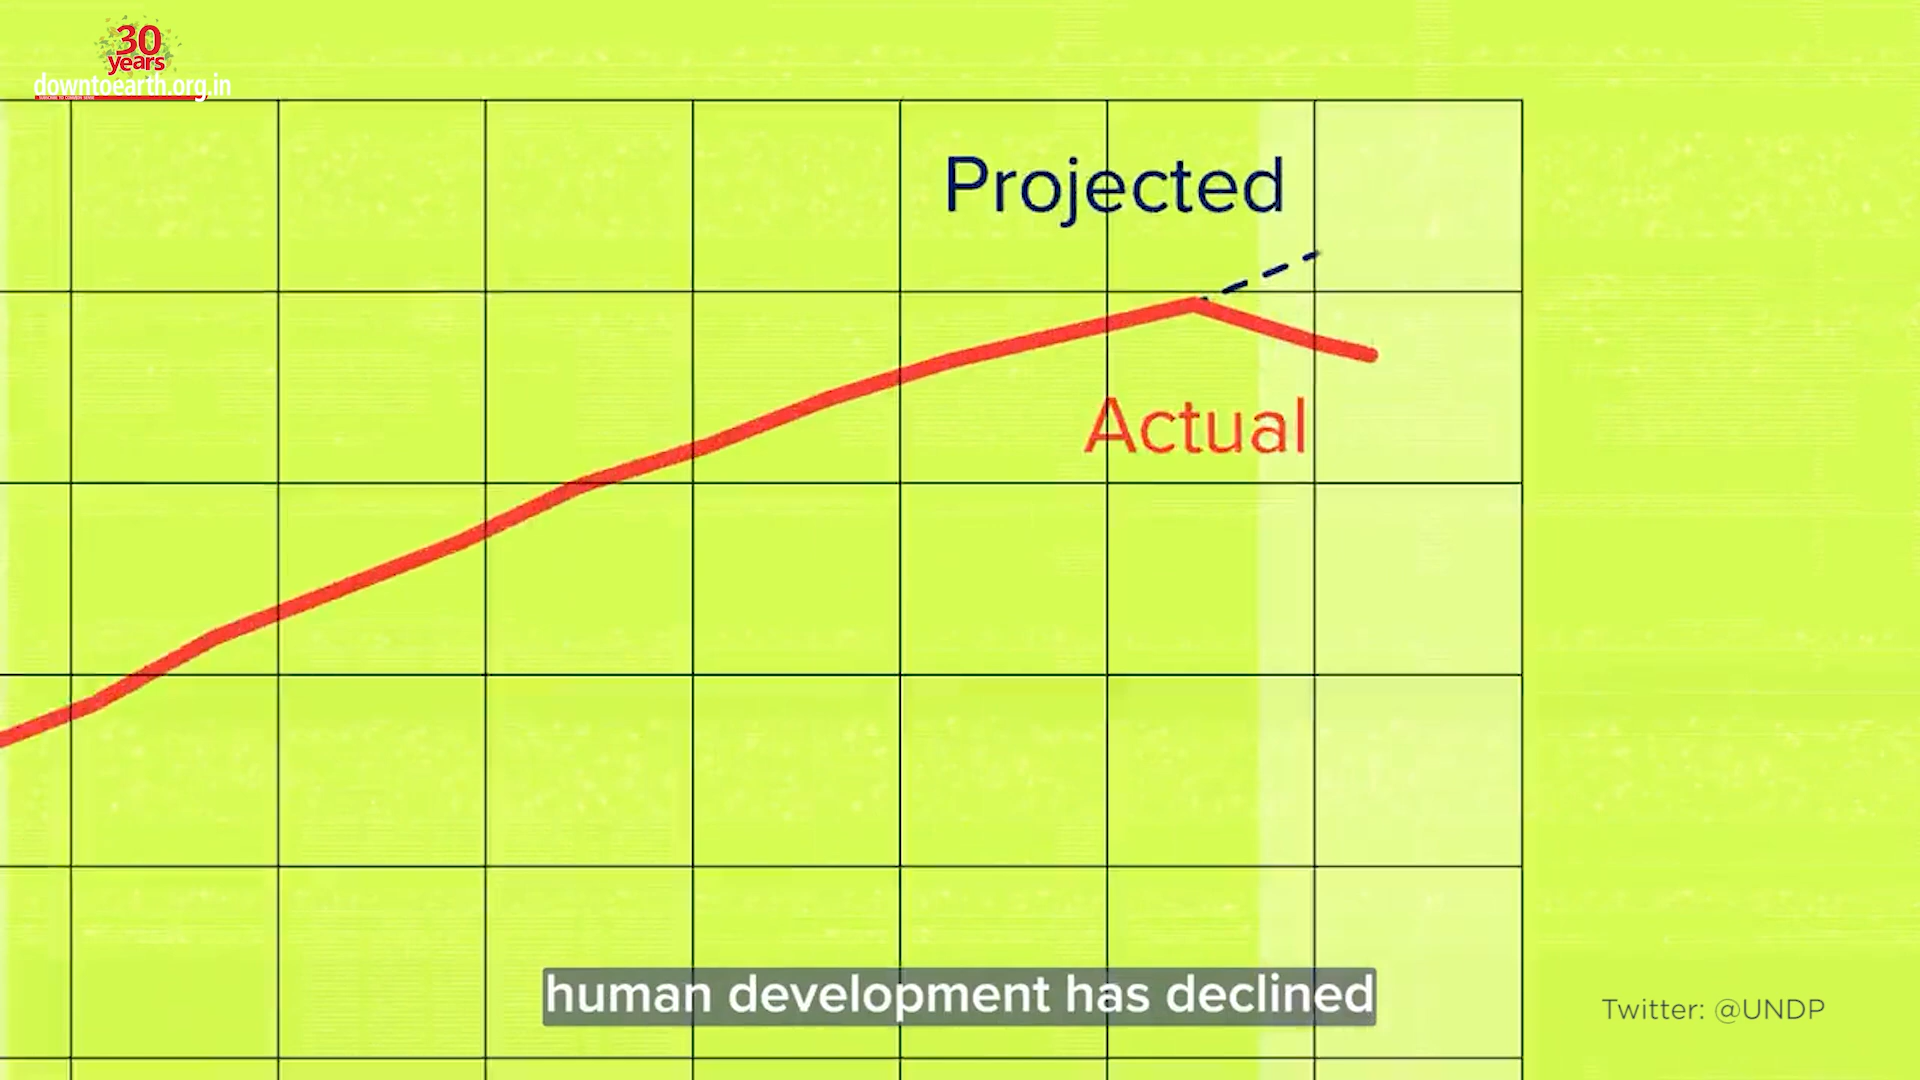 30
years
downtoearth.org.in
Projected
Actual
human development has declined
Twitter: @UNDP